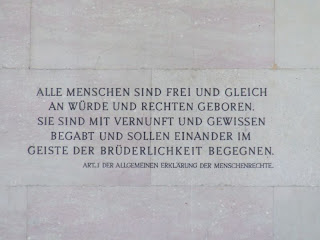 ALLE MENSCHEN SIND FREI UND GLEICH
AN WÜRDE UND RECHTEN GEBOREN.
SIE SIND MIT VERNUNFT UND GEWISSEN
BEGABT UND SOLLEN EINANDER IM
GEISTE DER BRÜDERLICHKEIT BEGEGNEN.
ART.1 DER ALLGEMEINEN ERKLÄRUNG DER MENSCHENRECHTE.